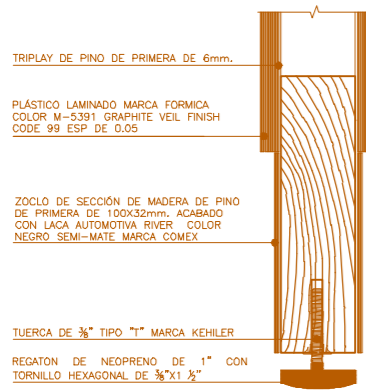 TRIPLAY DE PINO DE PRIMERA DE 6mm.
PLÁSTICO LAMINADO MARCA FORMICA
COLOR M-5391 GRAPHITE VEIL FINISH
CODE 99 ESP DE 0.05
ZOCLO DE SECCIÓN DE MADERA DE PINO
DE PRIMERA DE 100X32mm. ACABADO
CON LACA AUTOMOTIVA RIVER COLOR
NEGRO SEMI-MATE MARCA COMEX
TUERCA DE ⅜" TIPO "T" MARCA KEHILER
REGATON DE NEOPRENO DE 1" CON
TORNILLO HEXAGONAL DE ⅜"X1 ½"